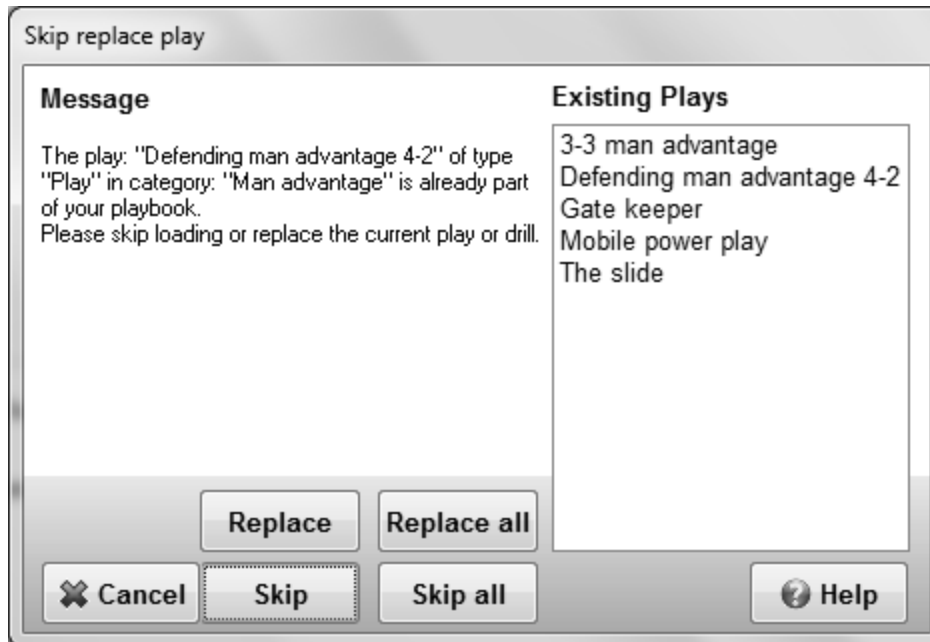 Skip replace play
Message
The play: "Defending man advantage 4-2" of type
"Play" in category: "Man advantage" is already part
of your playbook.
Please skip loading or replace the current play or drill.
Existing Plays
3-3 man advantage
Defending man advantage 4-2
Gate keeper
Mobile power play
The slide
Replace
Replace all
Cancel
Skip
Skip all
Help